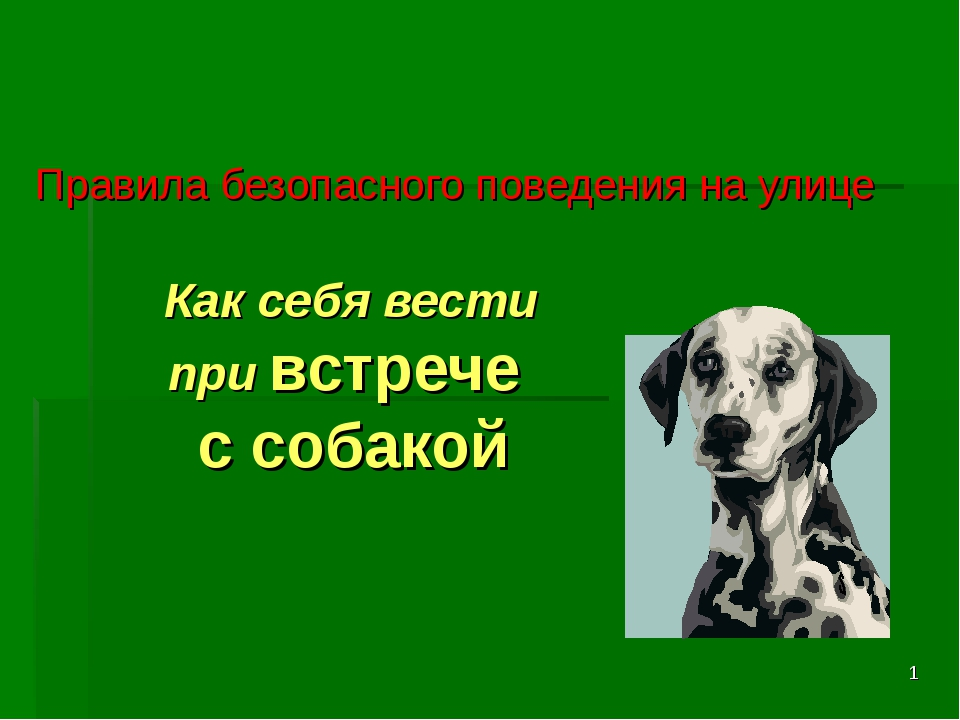 Правила безопасного поведения на улице
Как себя вести
при встрече
с собакой
1